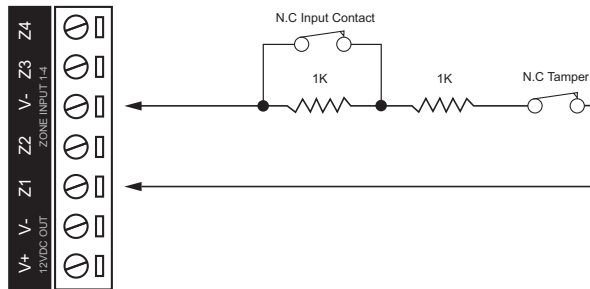 Z4
Z3
V-
Z2
Z1
V-
V+
ZONE INPUT 1-4
12VDC OUT
N.C Input Contact
1K
1K
N.C Tamper